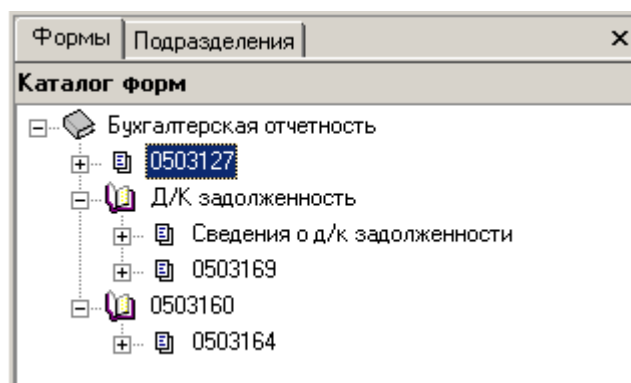 Формы Подразделения
Каталог форм
Бухгалтерская отчетность
0503127
Д/К задолженность
Сведения о д/к задолженности
0503169
0503160
0503164